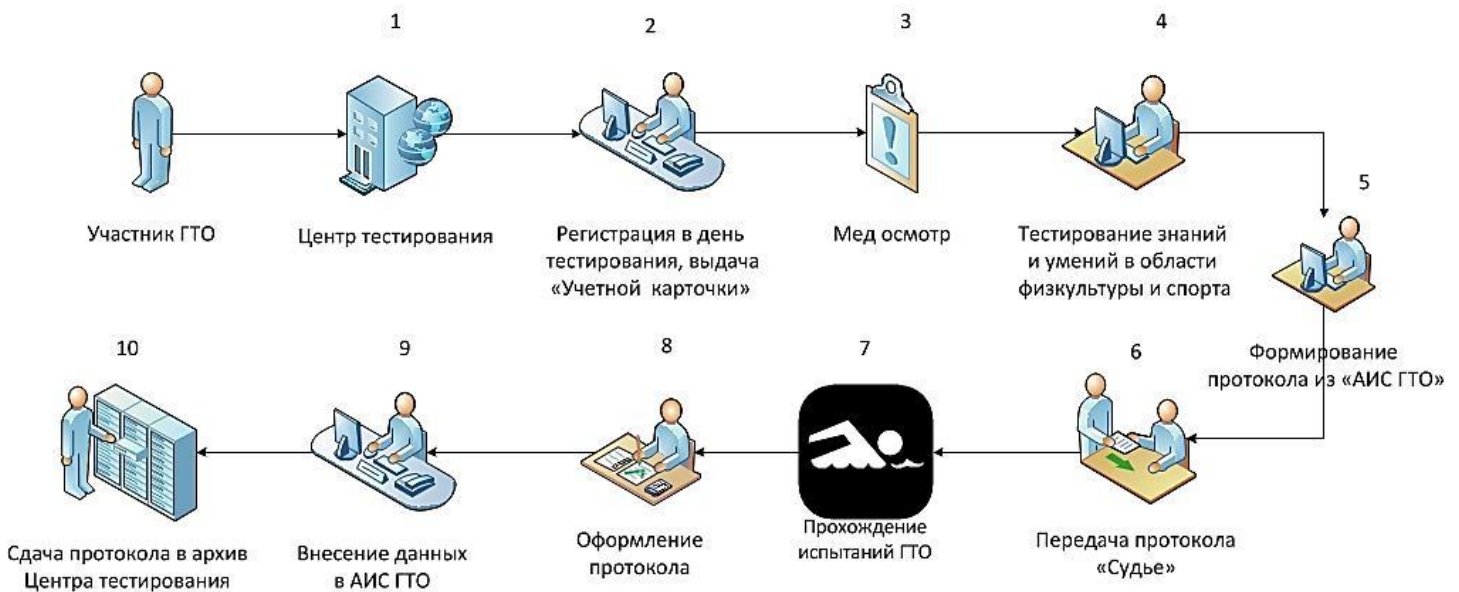 1
2
3
4
Участник ГТО
Центр тестирования
Регистрация в день
тестирования, выдача
«Учетной карточки»
Мед осмотр
Тестирование знаний
и умений в области
физкультуры и спорта
5
Формирование
протокола из «АИС ГТО»
6
7
8
9
10
Передача протокола
«Судье»
Прохождение
испытаний ГТО
Оформление
протокола
Внесение данных
в АИС ГТО
Сдача протокола в архив
Центра тестирования